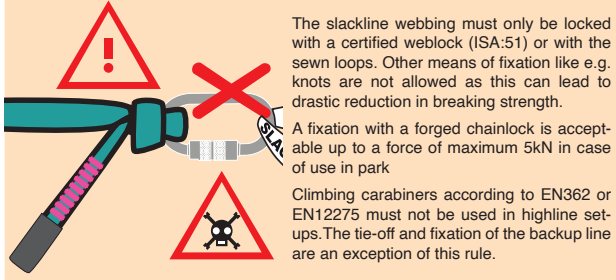 The slackline webbing must only be locked
with a certified weblock (ISA:51) or with the
sewn loops. Other means of fixation like e.g.
knots are not allowed as this can lead to
drastic reduction in breaking strength.
A fixation with a forged chainlock is accept-
able up to a force of maximum 5kN in case
of use in park
Climbing carabiners according to EN362 or
EN12275 must not be used in highline set-
ups.The tie-off and fixation of the backup line
are an exception of this rule.